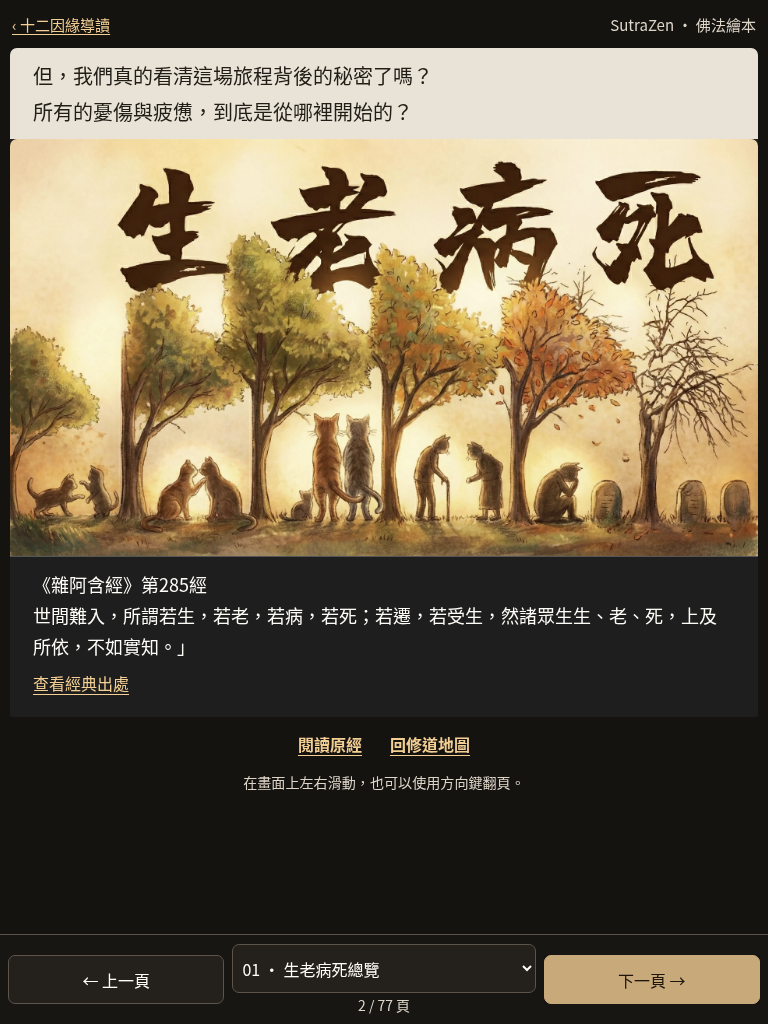 ‹ 十二因緣導讀
SutraZen ・ 佛法繪本
但，我們真的看清這場旅程背後的秘密了嗎？
所有的憂傷與疲憊，到底是從哪裡開始的？
生老病死
《雜阿含經》第285經
世間難入，所謂若生，若老，若病，若死；若遷，若受生，然諸眾生生、老、死，上及
所依，不如實知。」
查看經典出處
閱讀原經 回修道地圖
在畫面上左右滑動，也可以使用方向鍵翻頁。
← 上一頁
01 ・ 生老病死總覽
2 / 77 頁
下一頁 →